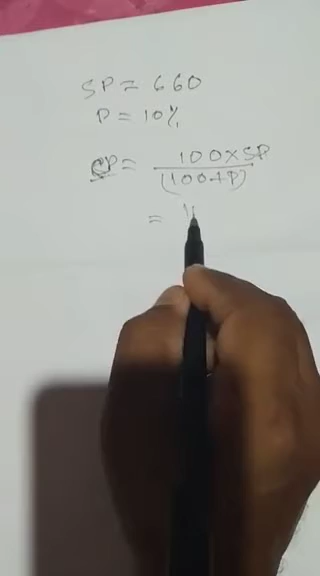 SP = 660
P = 10%
CP = 100 x SP
(100+P)
=